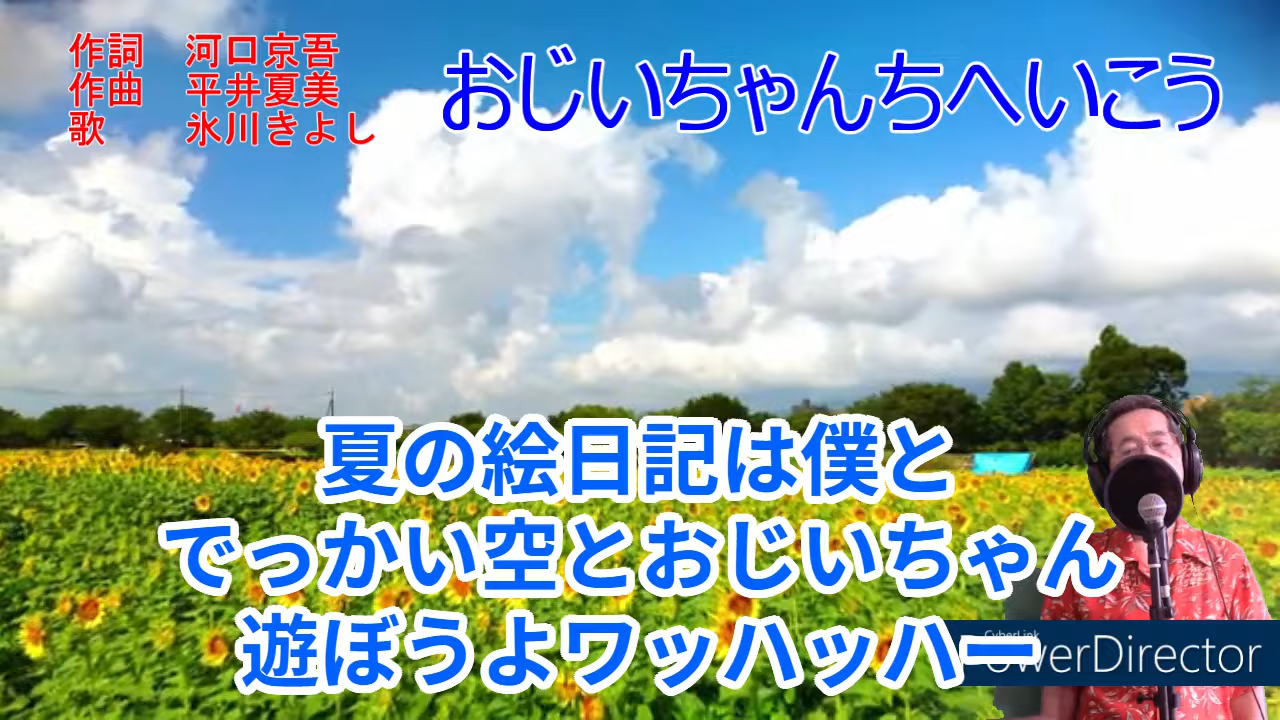 作詞 河口京吾
作曲 平井夏美
歌 氷川きよし
おじいちゃんちへいこう
夏の絵日記は僕と
でっかい空とおじいちゃん
遊ぼうよワッハッハー
CyberLink
PowerDirector